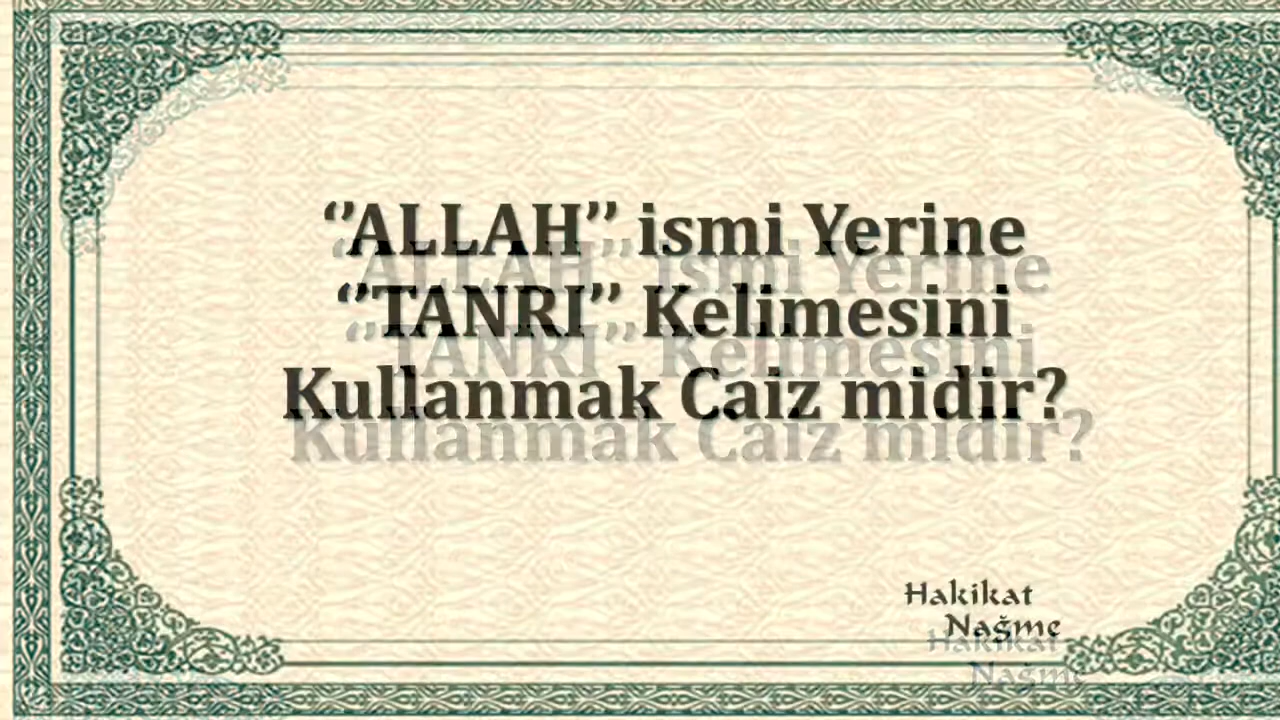 ‘’ALLAH’’ ismi Yerine
‘’TANRI’’ Kelimesini
Kullanmak Caiz midir?
Hakikat
Nağme